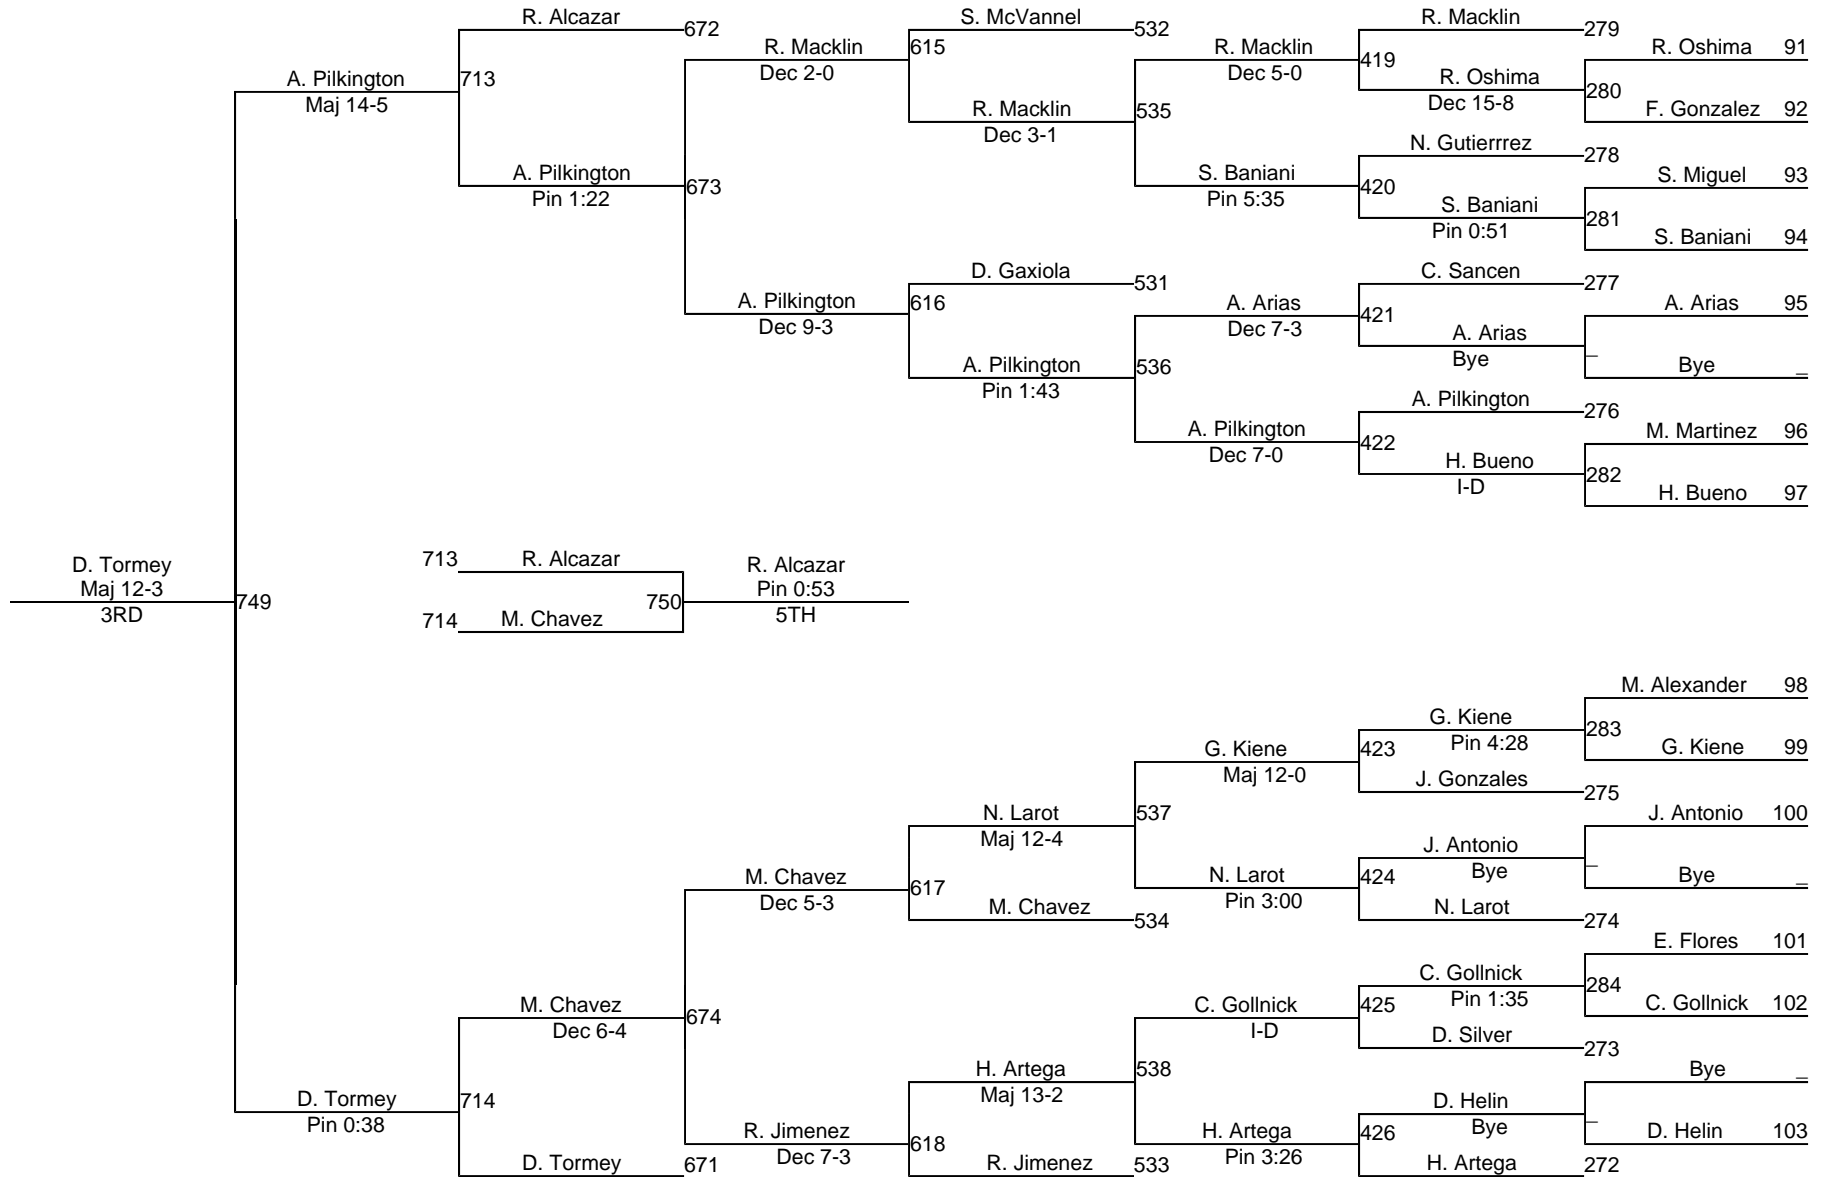 R. Alcazar
672
S. McVannel
532
R. Macklin
279
R. Macklin
Dec 2-0
615
R. Macklin
Dec 5-0
419
R. Oshima 91
A. Pilkington
Maj 14-5
713
R. Oshima
Dec 15-8
280
R. Macklin
Dec 3-1
535
F. Gonzalez 92
N. Gutierrrez
278
A. Pilkington
Pin 1:22
673
S. Baniani
Pin 5:35
420
S. Miguel 93
S. Baniani
Pin 0:51
281
S. Baniani 94
D. Gaxiola
531
C. Sancen
277
A. Pilkington
Dec 9-3
616
A. Arias
Dec 7-3
421
A. Arias 95
A. Arias
Bye
_
A. Pilkington
Pin 1:43
536
Bye _
A. Pilkington
276
A. Pilkington
Dec 7-0
422
M. Martinez 96
H. Bueno
I-D
282
H. Bueno 97
D. Tormey
Maj 12-3
3RD
749
713 R. Alcazar
714 M. Chavez
750
R. Alcazar
Pin 0:53
5TH
M. Alexander 98
G. Kiene
Pin 4:28
283
G. Kiene
Maj 12-0
423
G. Kiene 99
J. Gonzales
275
N. Larot
Maj 12-4
537
J. Antonio 100
J. Antonio
Bye
_
M. Chavez
Dec 5-3
617
N. Larot
Pin 3:00
424
Bye _
M. Chavez
534
N. Larot
274
E. Flores 101
C. Gollnick
Pin 1:35
284
M. Chavez
Dec 6-4
674
C. Gollnick
I-D
425
C. Gollnick 102
D. Silver
273
H. Artega
Maj 13-2
538
Bye _
D. Tormey
Pin 0:38
714
D. Helin
Bye
_
R. Jimenez
Dec 7-3
618
H. Artega
Pin 3:26
426
D. Helin 103
D. Tormey
671
R. Jimenez
533
H. Artega
272